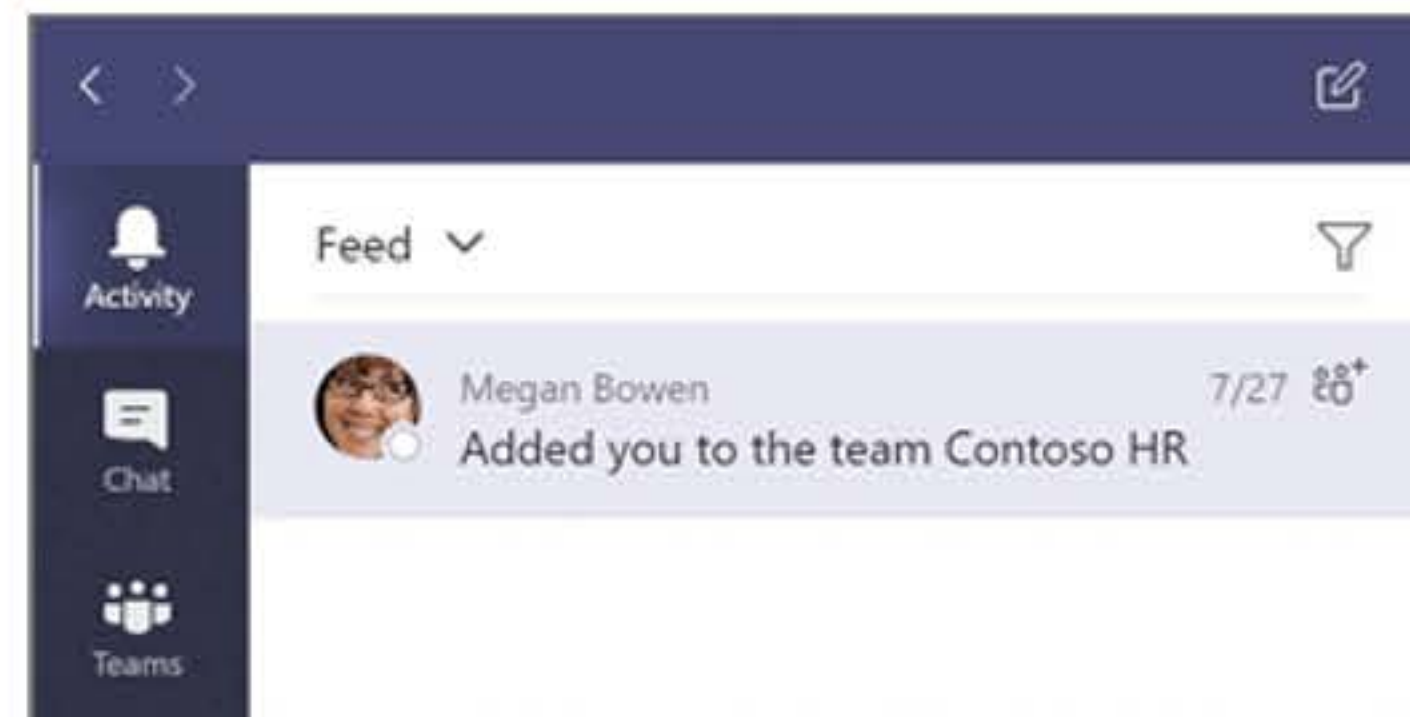 Feed
Activity
Megan Bowen 7/27
Added you to the team Contoso HR
Chat
Teams